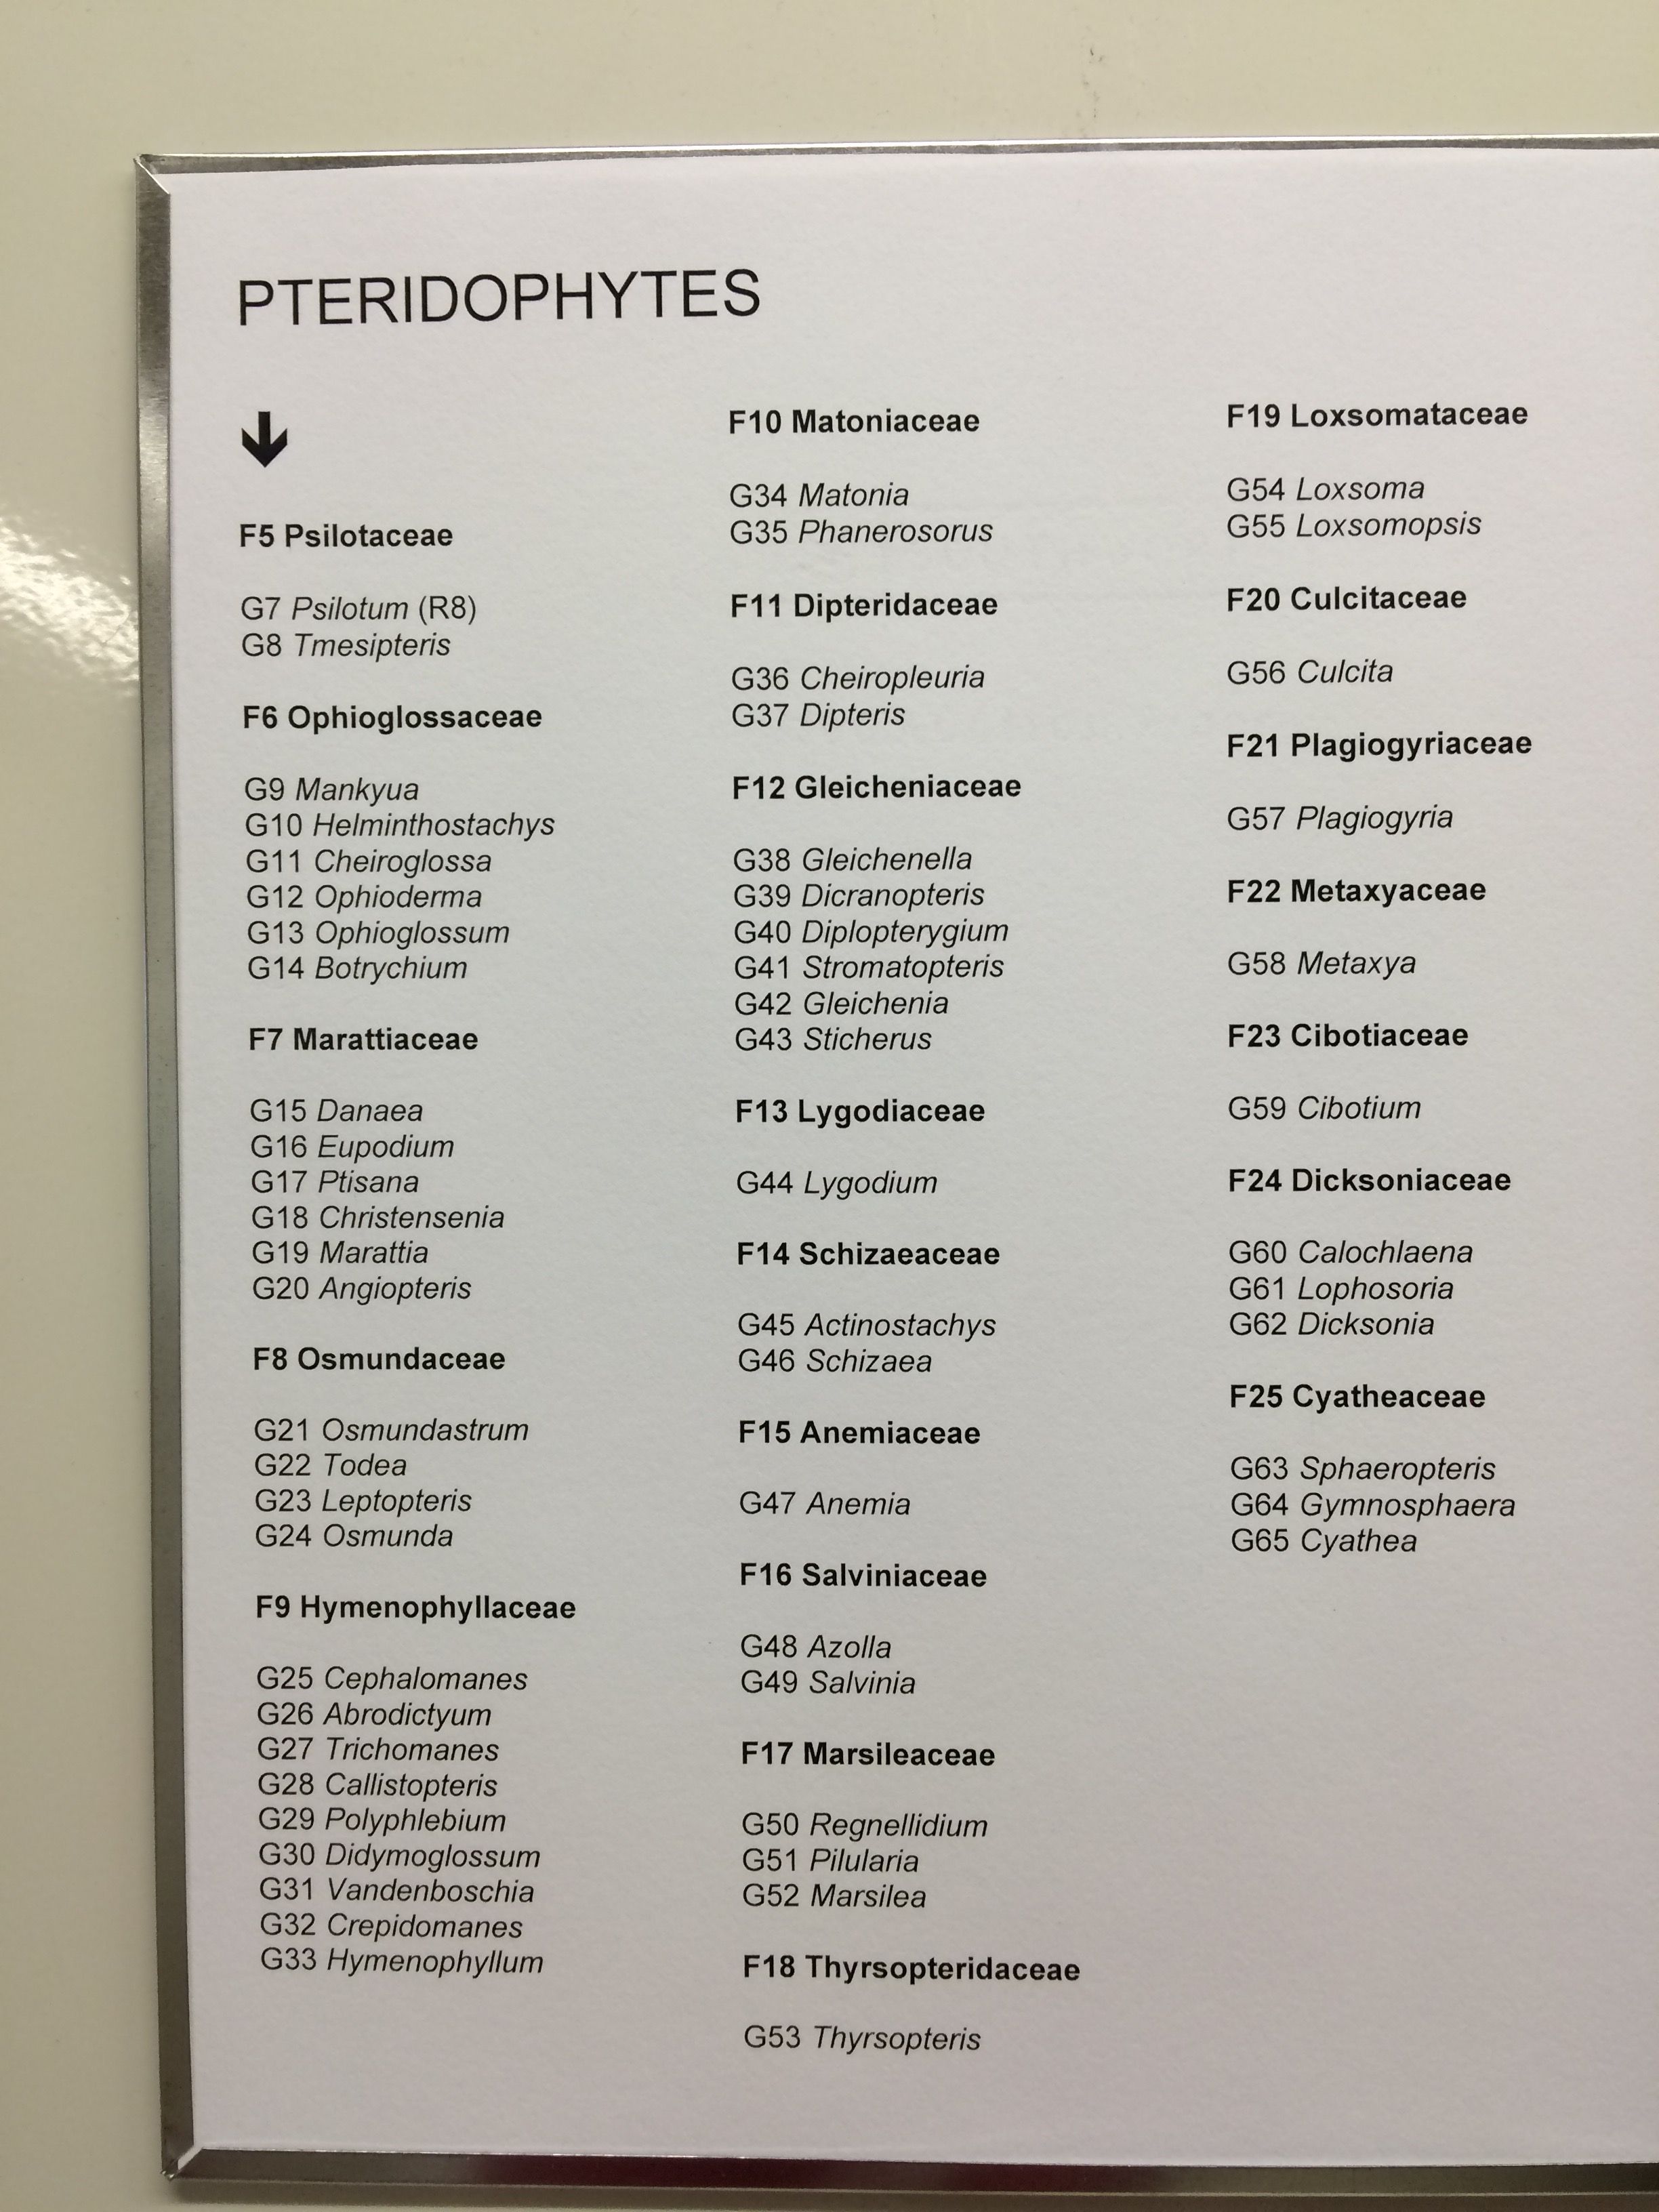 PTERIDOPHYTES
F5 Psilotaceae
G7 Psilotum (R8)
G8 Tmesipteris
F6 Ophioglossaceae
G9 Mankyua
G10 Helminthostachys
G11 Cheiroglossa
G12 Ophioderma
G13 Ophioglossum
G14 Botrychium
F7 Marattiaceae
G15 Danaea
G16 Eupodium
G17 Ptisana
G18 Christensenia
G19 Marattia
G20 Angiopteris
F8 Osmundaceae
G21 Osmundastrum
G22 Todea
G23 Leptopteris
G24 Osmunda
F9 Hymenophyllaceae
G25 Cephalomanes
G26 Abrodictyum
G27 Trichomanes
G28 Callistopteris
G29 Polyphlebium
G30 Didymoglossum
G31 Vandenboschia
G32 Crepidomanes
G33 Hymenophyllum
F10 Matoniaceae
G34 Matonia
G35 Phanerosorus
F11 Dipteridaceae
G36 Cheiropleuria
G37 Dipteris
F12 Gleicheniaceae
G38 Gleichenella
G39 Dicranopteris
G40 Diplopterygium
G41 Stromatopteris
G42 Gleichenia
G43 Sticherus
F13 Lygodiaceae
G44 Lygodium
F14 Schizaeaceae
G45 Actinostachys
G46 Schizaea
F15 Anemiaceae
G47 Anemia
F16 Salviniaceae
G48 Azolla
G49 Salvinia
F17 Marsileaceae
G50 Regnellidium
G51 Pilularia
G52 Marsilea
F18 Thyrsopteridaceae
G53 Thyrsopteris
F19 Loxsomataceae
G54 Loxsoma
G55 Loxsomopsis
F20 Culcitaceae
G56 Culcita
F21 Plagiogyriaceae
G57 Plagiogyria
F22 Metaxyaceae
G58 Metaxya
F23 Cibotiaceae
G59 Cibotium
F24 Dicksoniaceae
G60 Calochlaena
G61 Lophosoria
G62 Dicksonia
F25 Cyatheaceae
G63 Sphaeropteris
G64 Gymnosphaera
G65 Cyathea